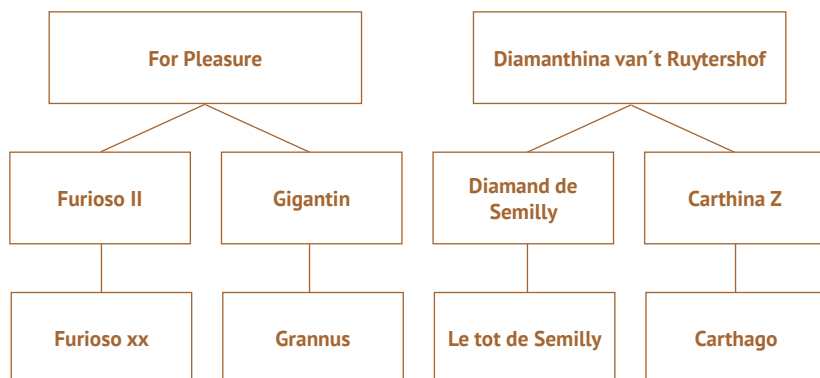 For Pleasure
Diamanthina van´t Ruytershof
Furioso II
Gigantin
Diamand de
Semilly
Carthina Z
Furioso xx
Grannus
Le tot de Semilly
Carthago